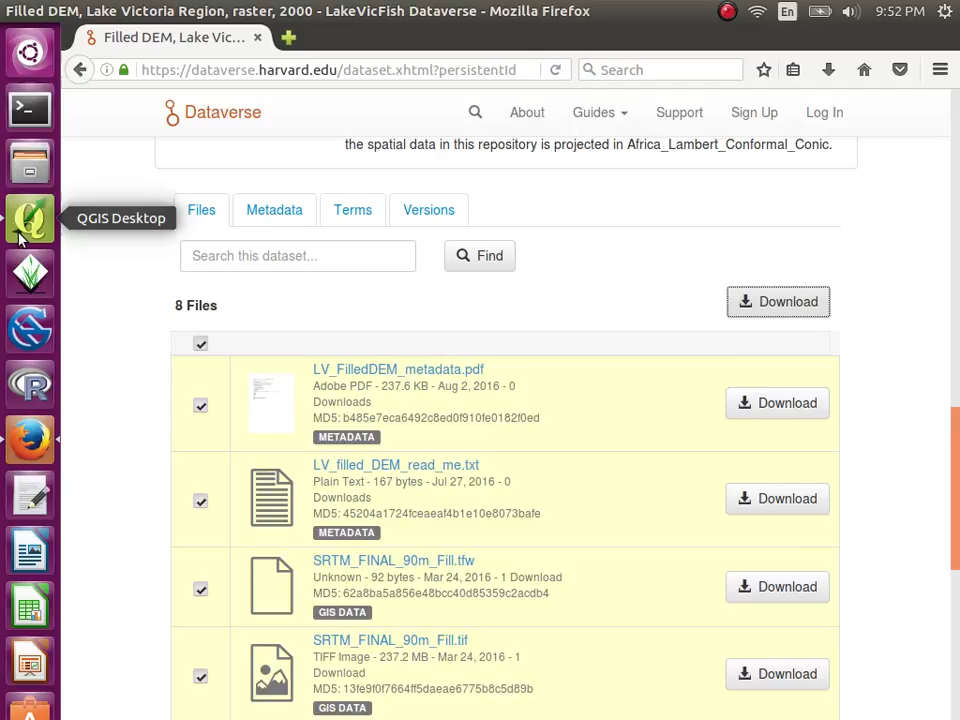 Filled DEM, Lake Victoria Region, raster, 2000 - LakeVicFish Dataverse - Mozilla Firefox
En
9:52 PM
Filled DEM, Lake Vic...
https://dataverse.harvard.edu/dataset.xhtml?persistentId
Search
Dataverse
About
Guides
Support
Sign Up
Log In
the spatial data in this repository is projected in Africa_Lambert_Conformal_Conic.
Files
Metadata
Terms
Versions
QGIS Desktop
Search this dataset...
Find
8 Files
Download
LV_FilledDEM_metadata.pdf
Adobe PDF - 237.6 KB - Aug 2, 2016 - 0
Downloads
MD5: b485e7eca6492c8ed0f910fe0182f0ed
METADATA
Download
LV_filled_DEM_read_me.txt
Plain Text - 167 bytes - Jul 27, 2016 - 0
Downloads
MD5: 45204a1724fceaeaf4b1e10e8073bafe
METADATA
Download
SRTM_FINAL_90m_Fill.tfw
Unknown - 92 bytes - Mar 24, 2016 - 1 Download
MD5: 62a8ba5a856e48bcc40d85359c2acdb4
GIS DATA
Download
SRTM_FINAL_90m_Fill.tif
TIFF Image - 237.2 MB - Mar 24, 2016 - 1
Download
MD5: 13fe9f0f7664ff5daeae6775b8c5d89b
GIS DATA
Download